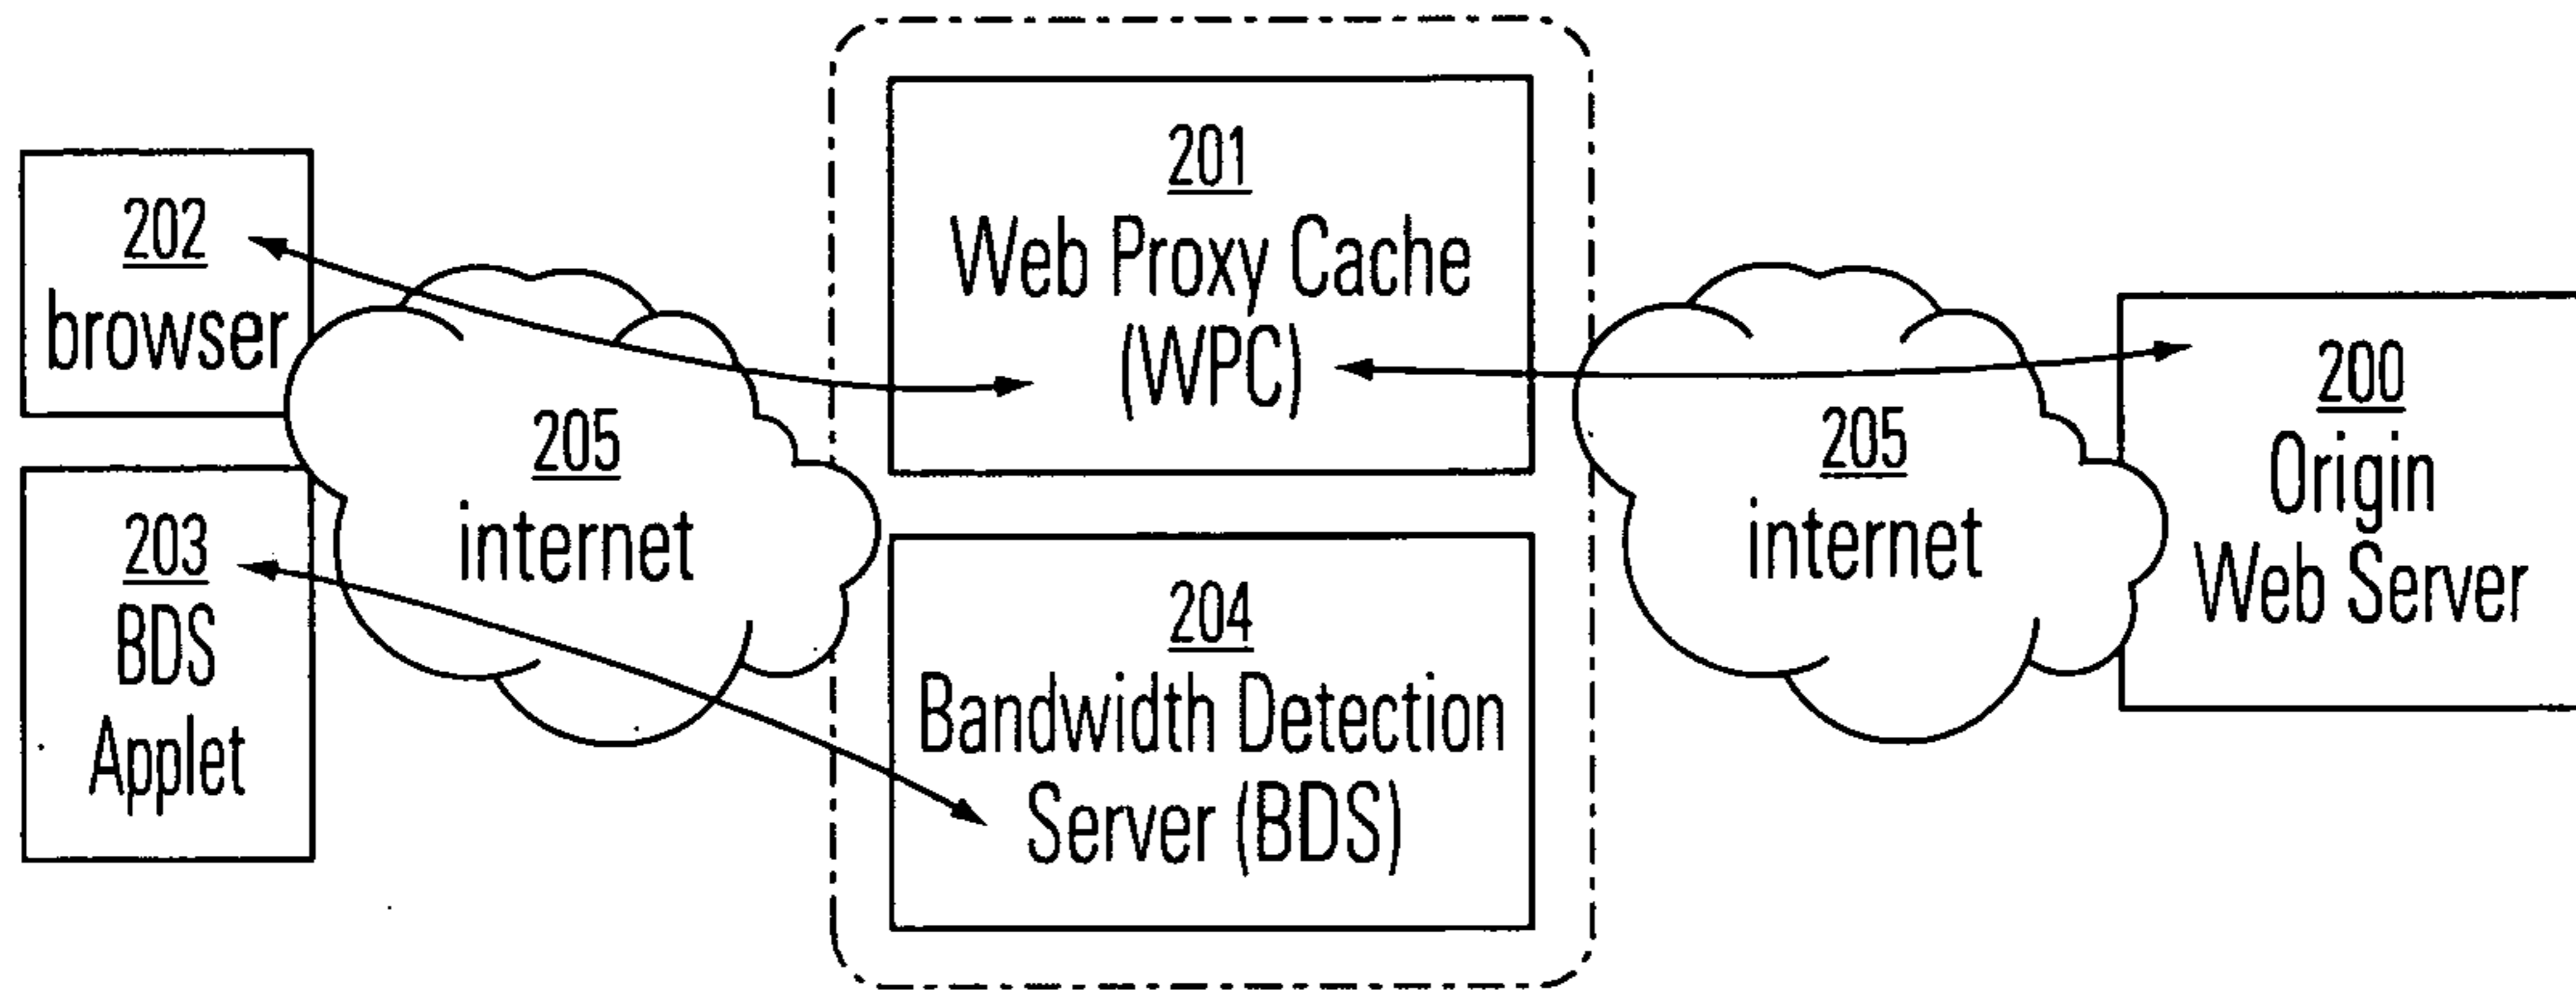 202
browser
203
BDS
Applet
205
internet
201
Web Proxy Cache
(WPC)
204
Bandwidth Detection
Server (BDS)
205
internet
200
Origin
Web Server